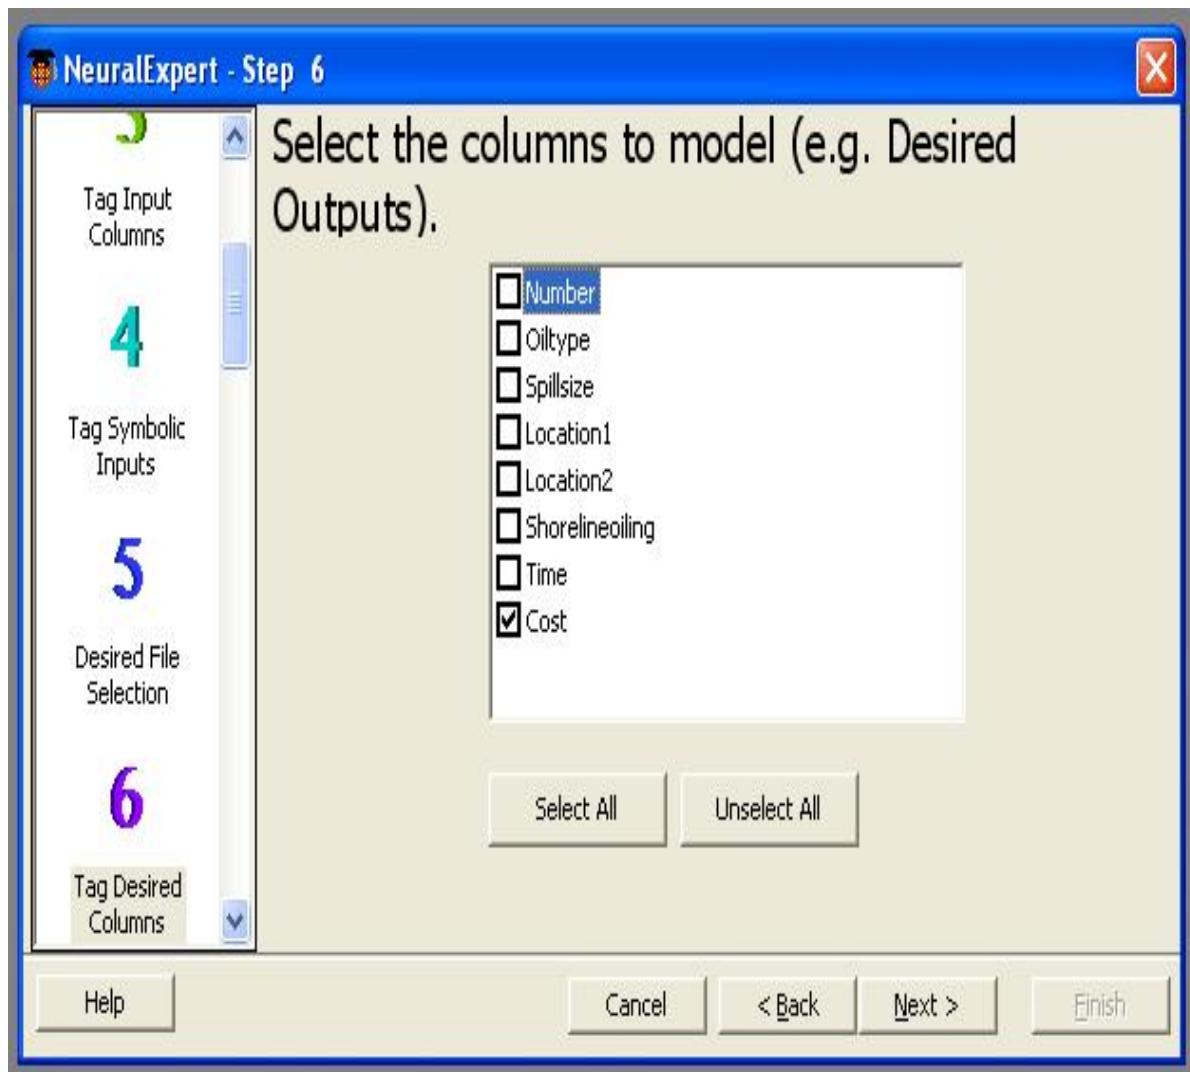 NeuralExpert - Step 6
3
Tag Input
Columns
4
Tag Symbolic
Inputs
5
Desired File
Selection
6
Tag Desired
Columns
Select the columns to model (e.g. Desired
Outputs).
Number
Oiltype
Spillsize
Location1
Location2
Shorelineoiling
Time
Cost
Select All
Unselect All
Help
Cancel
< Back
Next >
Finish